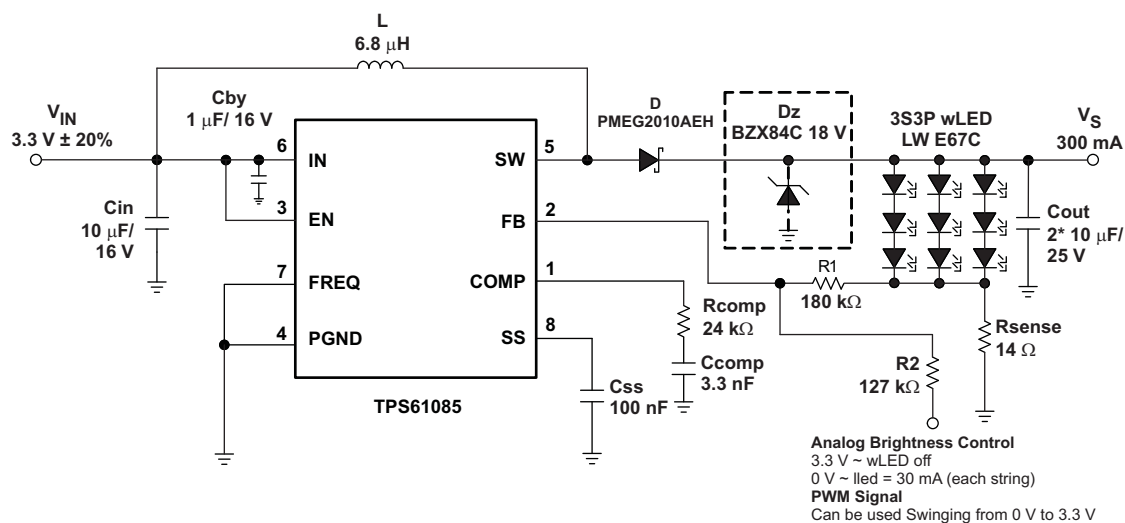 L
6.8 µH
Cby
1 µF/ 16 V
VIN
3.3 V ± 20%
D
PMEG2010AEH
Dz
BZX84C 18 V
3S3P wLED
LW E67C
VS
300 mA
6
IN
SW
5
Cin
10 µF/
16 V
3
EN
FB
2
Cout
2* 10 µF/
25 V
7
FREQ
COMP
1
R1
180 kΩ
Rcomp
24 kΩ
4
PGND
SS
8
Rsense
14 Ω
Ccomp
3.3 nF
R2
127 kΩ
Css
100 nF
TPS61085
Analog Brightness Control
3.3 V ~ wLED off
0 V ~ Iled = 30 mA (each string)
PWM Signal
Can be used Swinging from 0 V to 3.3 V